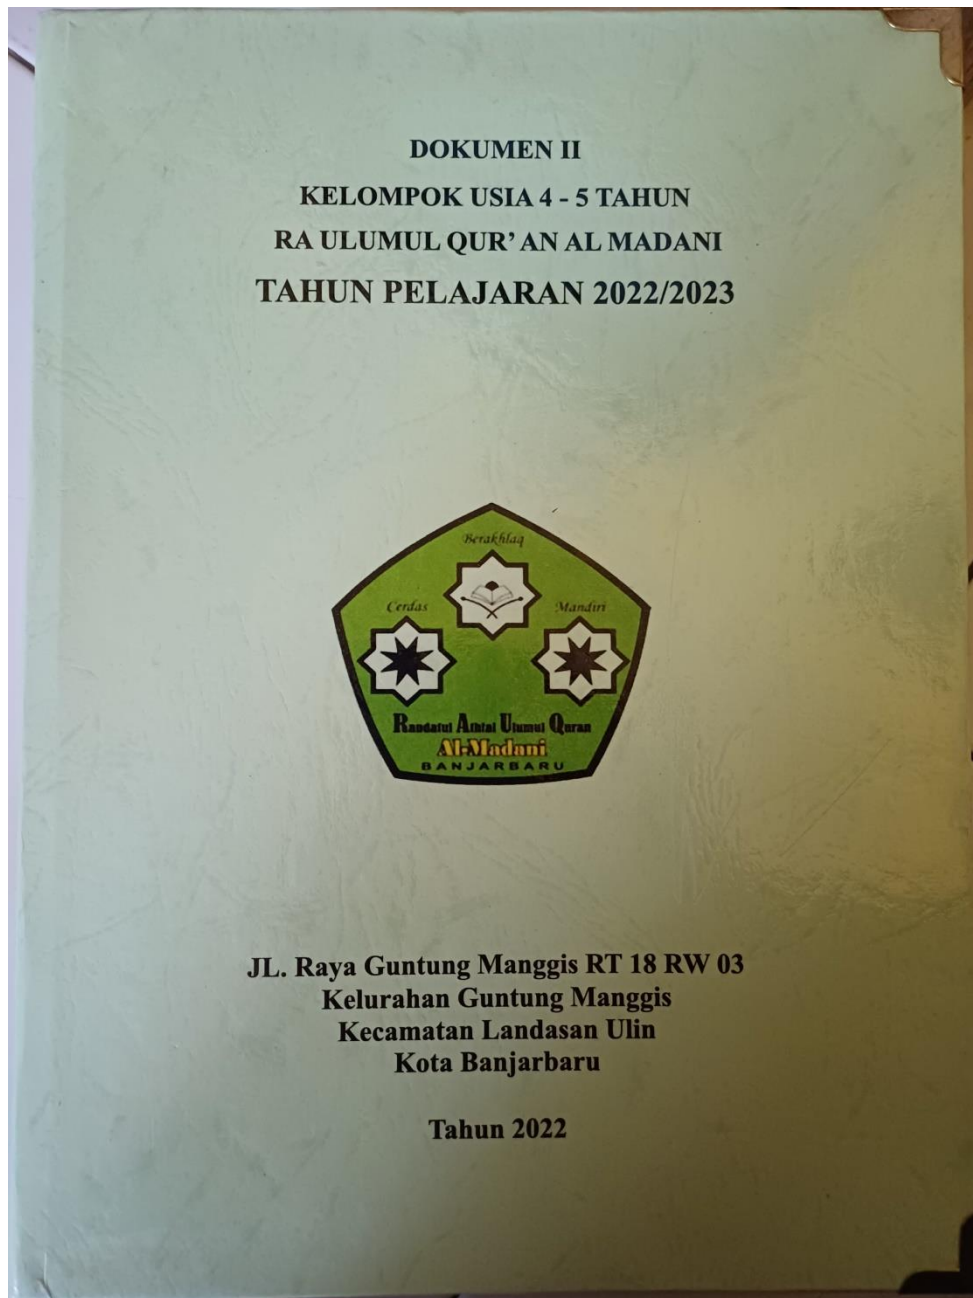 DOKUMEN II
KELOMPOK USIA 4 - 5 TAHUN
RA ULUMUL QUR' AN AL MADANI
TAHUN PELAJARAN 2022/2023
Berakhlaq
Cerdas
Mandiri
Raudatul Athfal Ulumul Quran
Al-Madani
BANJARBARU
JL. Raya Guntung Manggis RT 18 RW 03
Kelurahan Guntung Manggis
Kecamatan Landasan Ulin
Kota Banjarbaru
Tahun 2022